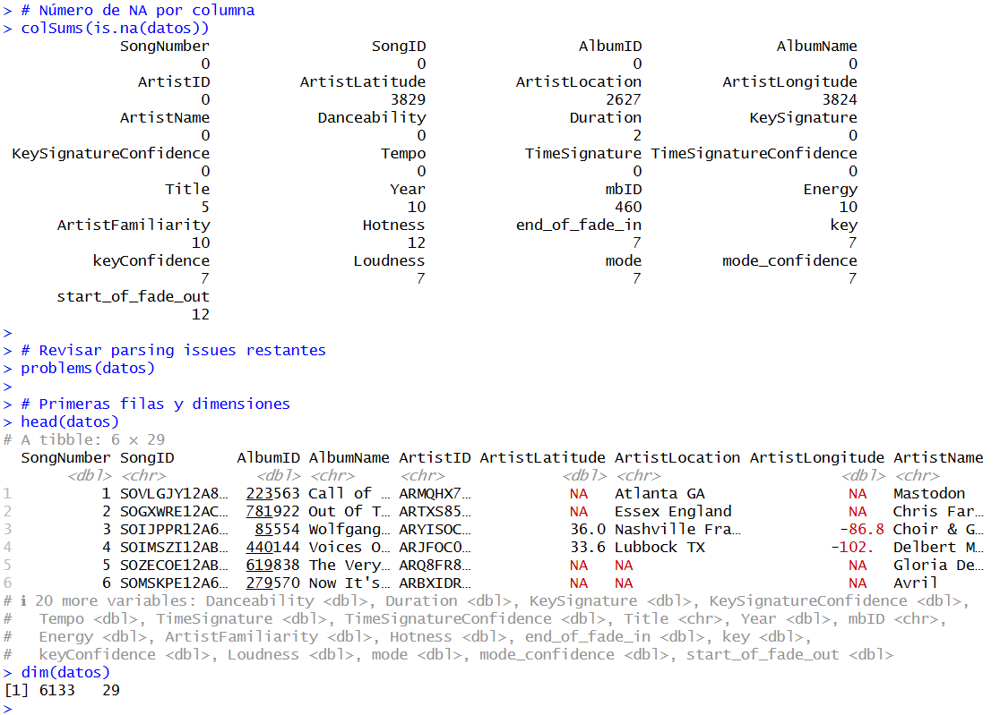 > # Número de NA por columna
> colSums(is.na(datos))
SongNumber SongID AlbumID AlbumName
0 0 0 0
ArtistID ArtistLatitude ArtistLocation ArtistLongitude
0 3829 2627 3824
ArtistName Danceability Duration KeySignature
0 0 2 0
KeySignatureConfidence Tempo TimeSignature TimeSignatureConfidence
0 0 0 0
Title Year mbID Energy
5 10 460 10
ArtistFamiliarity Hotness end_of_fade_in key
10 12 7 7
keyConfidence Loudness mode mode_confidence
7 7 7 7
start_of_fade_out
12
>
> # Revisar parsing issues restantes
> problems(datos)
>
> # Primeras filas y dimensiones
> head(datos)
# A tibble: 6 × 29
SongNumber SongID AlbumID AlbumName ArtistID ArtistLatitude ArtistLocation ArtistLongitude ArtistName
<dbl> <chr> <dbl> <chr> <chr> <dbl> <chr> <dbl> <chr>
1 1 SOVLGJY12A8… 223563 Call of … ARMQHX7… NA Atlanta GA NA Mastodon
2 2 SOGXWRE12AC… 781922 Out Of T… ARTXS85… NA Essex England NA Chris Far…
3 3 SOIJPPR12A6… 85554 Wolfgang… ARYISOC… 36.0 Nashville Fra… -86.8 Choir & G…
4 4 SOIMSZI12AB… 440144 Voices O… ARJFOC0… 33.6 Lubbock TX -102. Delbert M…
5 5 SOZECOE12AB… 619838 The Very… ARQ8FR8… NA NA NA Gloria De…
6 6 SOMSKPE12A6… 279570 Now It's… ARBXIDR… NA NA NA Avril
# ℹ 20 more variables: Danceability <dbl>, Duration <dbl>, KeySignature <dbl>, KeySignatureConfidence <dbl>,
# Tempo <dbl>, TimeSignature <dbl>, TimeSignatureConfidence <dbl>, Title <chr>, Year <dbl>, mbID <chr>,
# Energy <dbl>, ArtistFamiliarity <dbl>, Hotness <dbl>, end_of_fade_in <dbl>, key <dbl>,
# keyConfidence <dbl>, Loudness <dbl>, mode <dbl>, mode_confidence <dbl>, start_of_fade_out <dbl>
> dim(datos)
[1] 6133 29
>